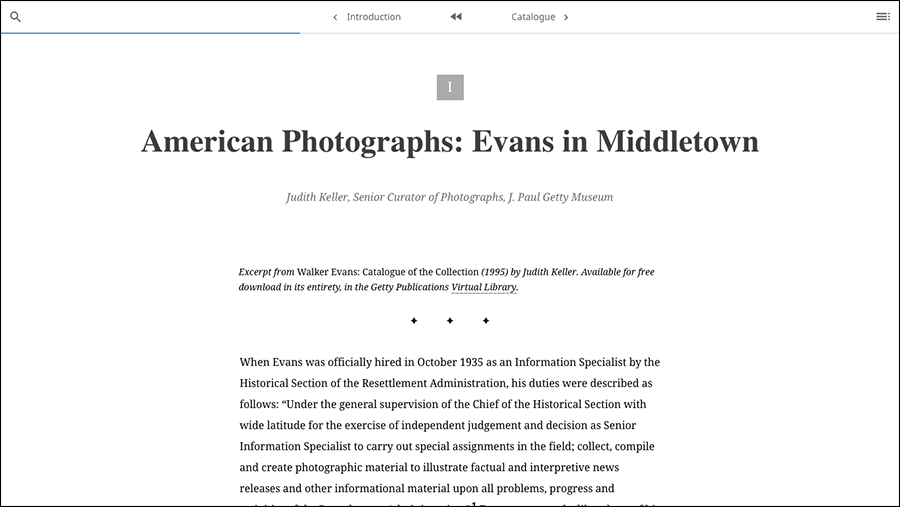 Introduction
Catalogue
I
American Photographs: Evans in Middletown
Judith Keller, Senior Curator of Photographs, J. Paul Getty Museum
Excerpt from Walker Evans: Catalogue of the Collection (1995) by Judith Keller. Available for free
download in its entirety, in the Getty Publications Virtual Library.
When Evans was officially hired in October 1935 as an Information Specialist by the
Historical Section of the Resettlement Administration, his duties were described as
follows: “Under the general supervision of the Chief of the Historical Section with
wide latitude for the exercise of independent judgement and decision as Senior
Information Specialist to carry out special assignments in the field; collect, compile
and create photographic material to illustrate factual and interpretive news
releases and other informational material upon all problems, progress and